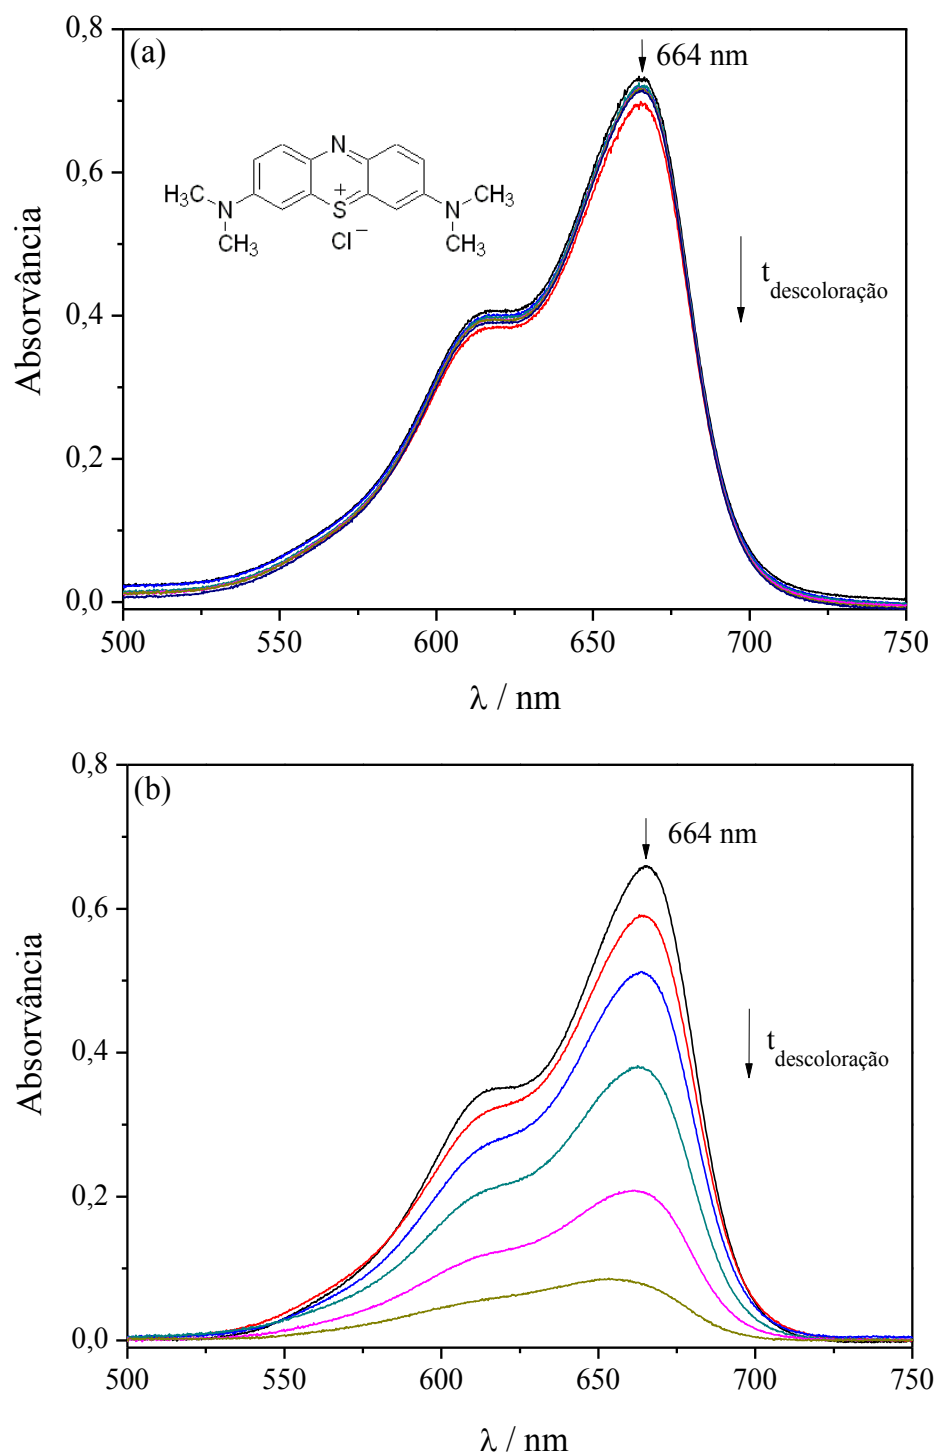 (a)
664 nm
0,8
0,6
0,4
0,2
0,0
Absorvância
N
H₃C
N
CH₃
S
+
Cl
−
N
CH₃
CH₃
t descoloração
500
550
600
650
700
750
λ / nm
(b)
664 nm
0,8
0,6
0,4
0,2
0,0
Absorvância
t descoloração
500
550
600
650
700
750
λ / nm